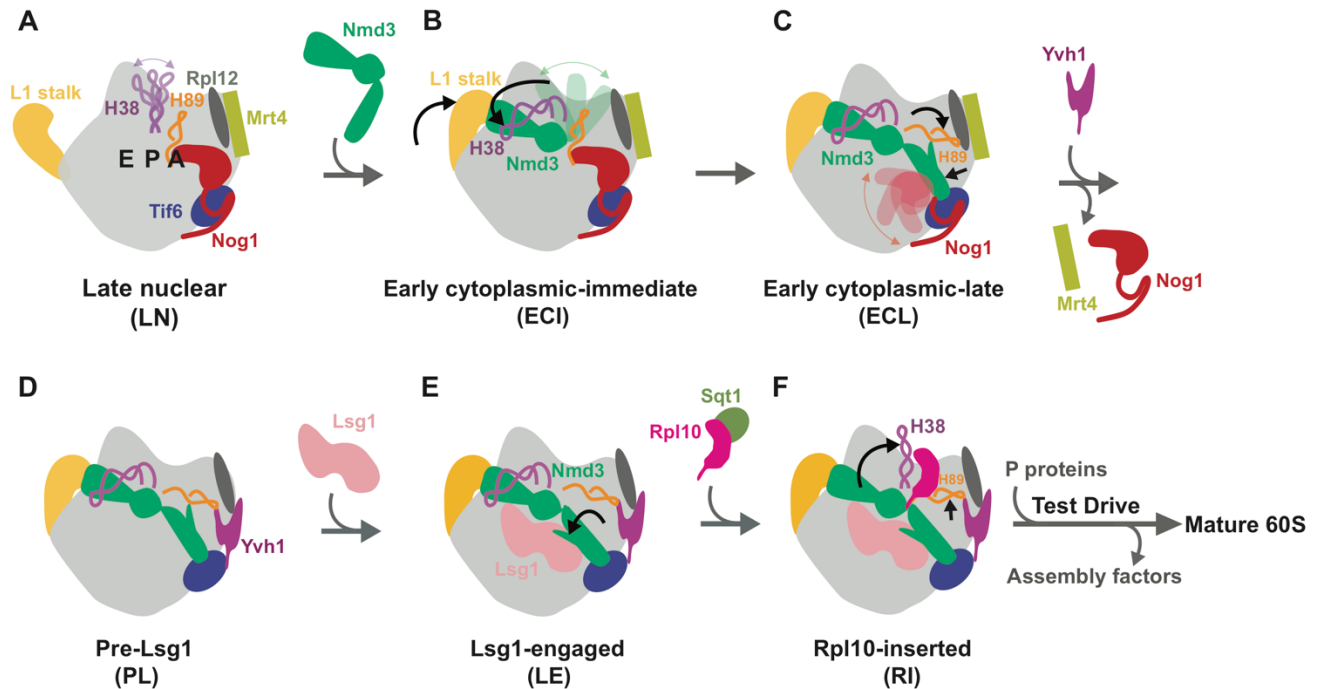 A
L1 stalk
H38
Rpl12
H89
Mrt4
E P A
Tif6
Nog1
Late nuclear
(LN)
Nmd3
B
L1 stalk
H38
Nmd3
Early cytoplasmic-immediate
(ECI)
C
Nmd3
H89
Nog1
Early cytoplasmic-late
(ECL)
Yvh1
Mrt4
Nog1
D
Yvh1
Pre-Lsg1
(PL)
Lsg1
E
Nmd3
Lsg1
Lsg1-engaged
(LE)
Sqt1
Rpl10
F
H38
H89
Rpl10-inserted
(RI)
P proteins
Test Drive
Mature 60S
Assembly factors